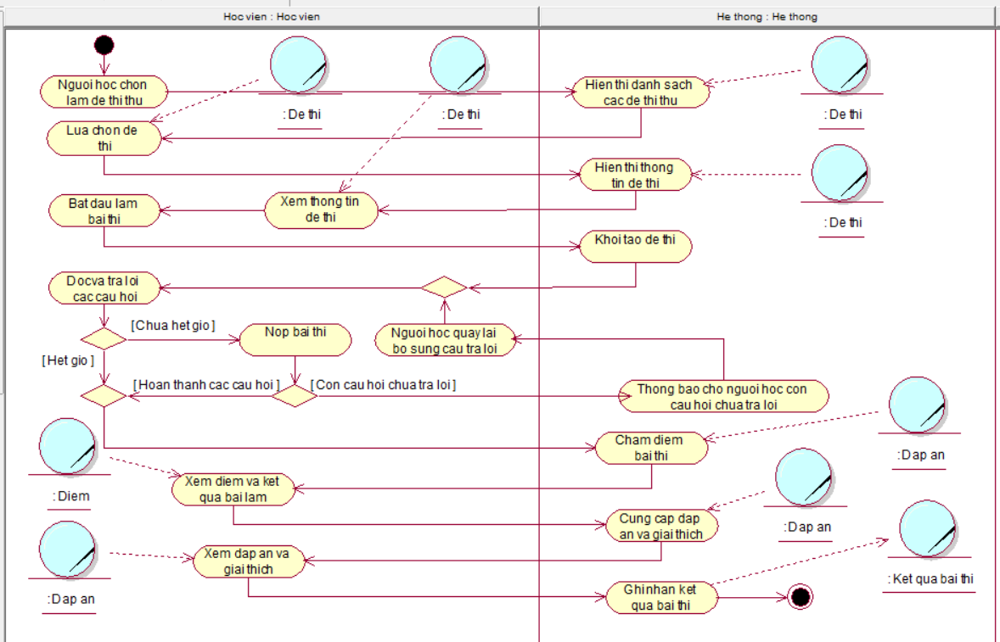 Hoc vien : Hoc vien
He thong : He thong
Nguoi hoc chon
lam de thi thu
: De thi
: De thi
Hien thi danh sach
cac de thi thu
: De thi
Lua chon de
thi
Hien thi thong
tin de thi
: De thi
Bat dau lam
bai thi
Xem thong tin
de thi
Khoi tao de thi
Doc va tra loi
cac cau hoi
[ Chua het gio ]
Nop bai thi
Nguoi hoc quay lai
bo sung cau tra loi
[ Het gio ]
[ Hoan thanh cac cau hoi ]
[ Con cau hoi chua tra loi ]
Thong bao cho nguoi hoc con
cau hoi chua tra loi
Cham diem
bai thi
: Dap an
: Diem
Xem diem va ket
qua bai lam
Cung cap dap
an va giai thich
: Dap an
Xem dap an va
giai thich
: Dap an
Ghi nhan ket
qua bai thi
: Ket qua bai thi